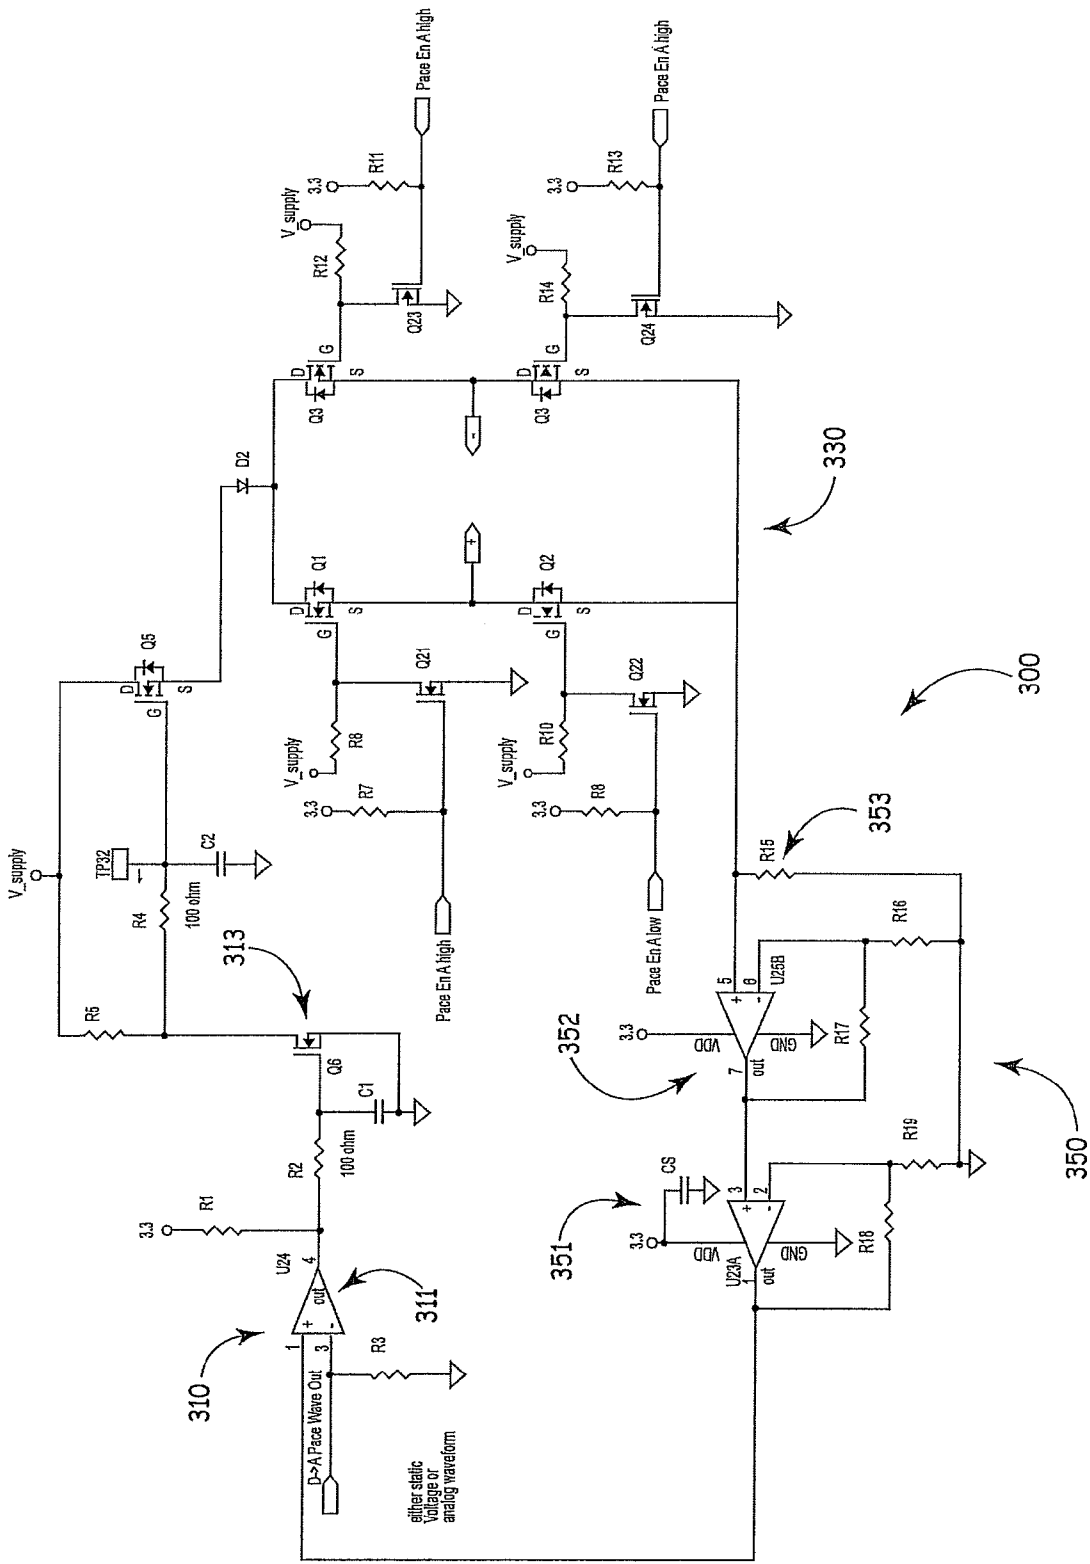 V_supply
Q5
D
S
G
TP32
R4
100 ohm
C2
R5
313
Q6
C1
R2
100 ohm
3.3
R1
U24
4
out
+
-
1
3
311
310
D->A Pace Wave Out
R3
either static
Voltage or
analog waveform
D2
Q1
D
G
S
V_supply
R8
3.3
R7
Q21
Pace En A high
Q3
D
G
S
V_supply
R12
3.3
R11
Q23
Pace En A high
+
-
Q2
D
G
S
V_supply
R10
3.3
R8
Q22
Pace En A low
Q3
D
G
S
V_supply
R14
3.3
R13
Q24
Pace En A high
330
300
353
R15
R16
5
6
+
-
U25B
3.3
VDD
GND
7
out
R17
352
350
351
CS
3.3
VDD
GND
3
2
+
-
U23A
1
out
R18
R19